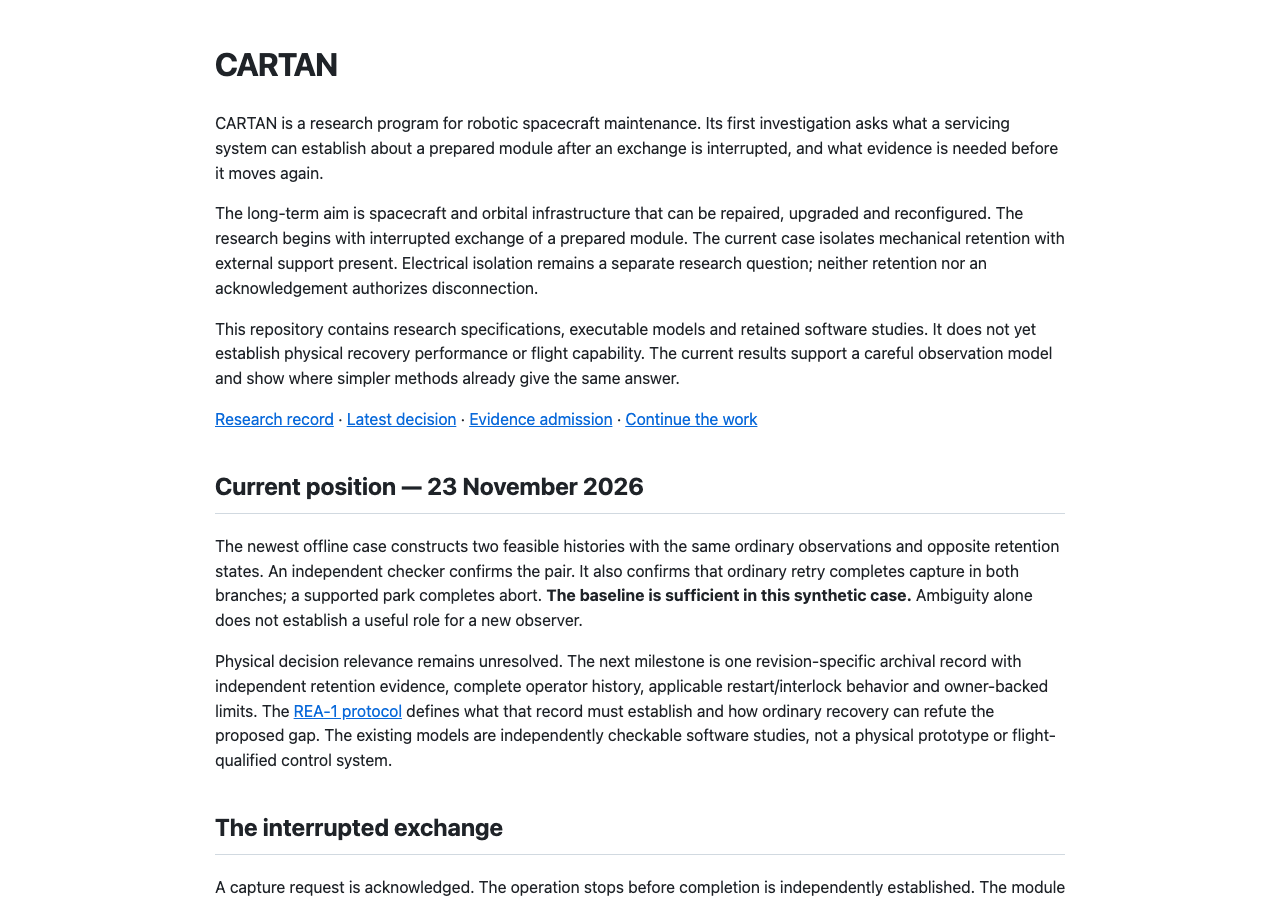 CARTAN
CARTAN is a research program for robotic spacecraft maintenance. Its first investigation asks what a servicing
system can establish about a prepared module after an exchange is interrupted, and what evidence is needed before
it moves again.
The long-term aim is spacecraft and orbital infrastructure that can be repaired, upgraded and reconfigured. The
research begins with interrupted exchange of a prepared module. The current case isolates mechanical retention with
external support present. Electrical isolation remains a separate research question; neither retention nor an
acknowledgement authorizes disconnection.
This repository contains research specifications, executable models and retained software studies. It does not yet
establish physical recovery performance or flight capability. The current results support a careful observation model
and show where simpler methods already give the same answer.
Research record · Latest decision · Evidence admission · Continue the work
Current position — 23 November 2026
The newest offline case constructs two feasible histories with the same ordinary observations and opposite retention
states. An independent checker confirms the pair. It also confirms that ordinary retry completes capture in both
branches; a supported park completes abort. The baseline is sufficient in this synthetic case. Ambiguity alone
does not establish a useful role for a new observer.
Physical decision relevance remains unresolved. The next milestone is one revision-specific archival record with
independent retention evidence, complete operator history, applicable restart/interlock behavior and owner-backed
limits. The REA-1 protocol defines what that record must establish and how ordinary recovery can refute the
proposed gap. The existing models are independently checkable software studies, not a physical prototype or flight-
qualified control system.
The interrupted exchange
A capture request is acknowledged. The operation stops before completion is independently established. The module